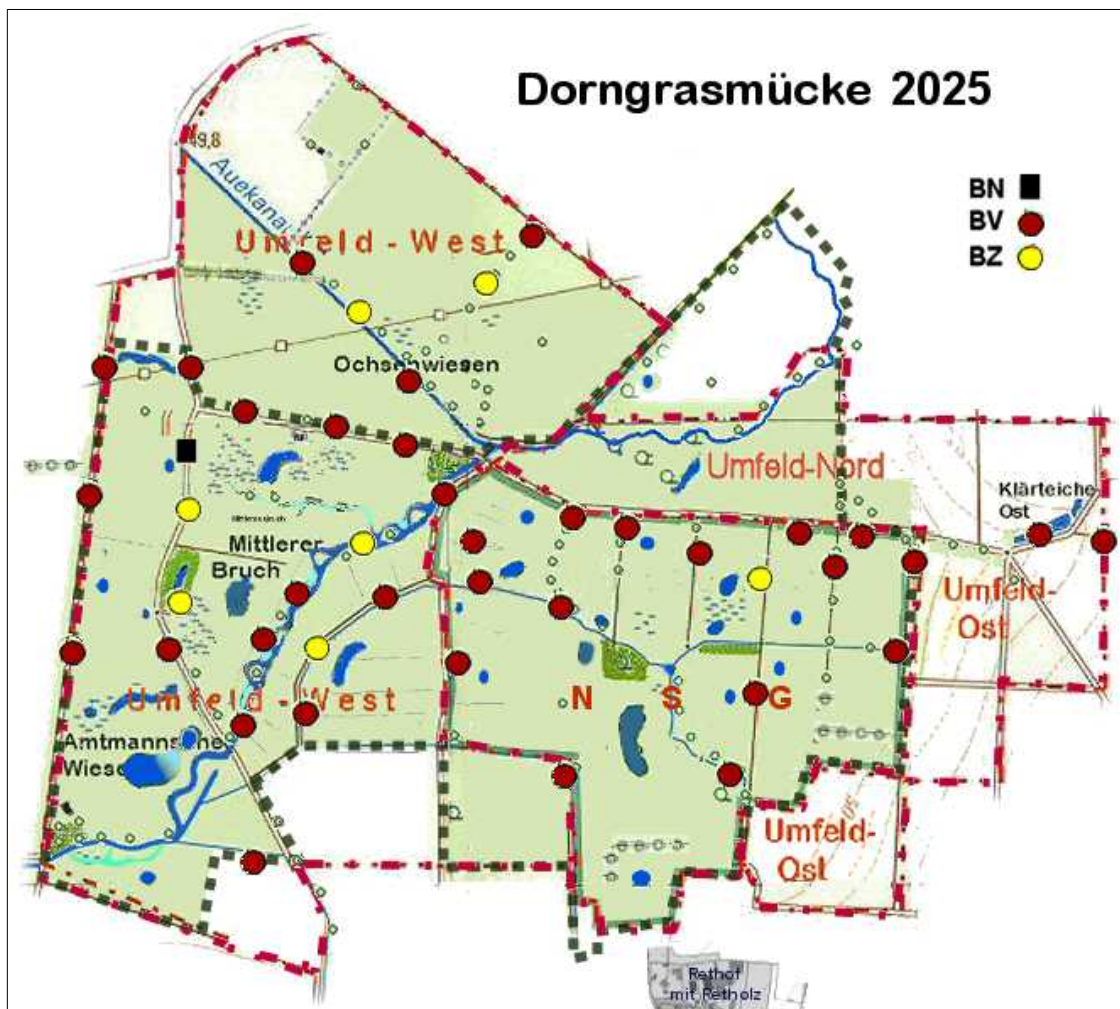 Dorngrasmücke 2025
49,8
Auekanal
BN
BV
BZ
Umfeld - West
Ochsenwiesen
Umfeld-Nord
Klärteiche-
Ost
Mittlerer
Bruch
Umfeld-
Ost
Umfeld - West
N S G
Amtmannsche
Wiese
50
Umfeld-
Ost
Rethof
mit Retholz